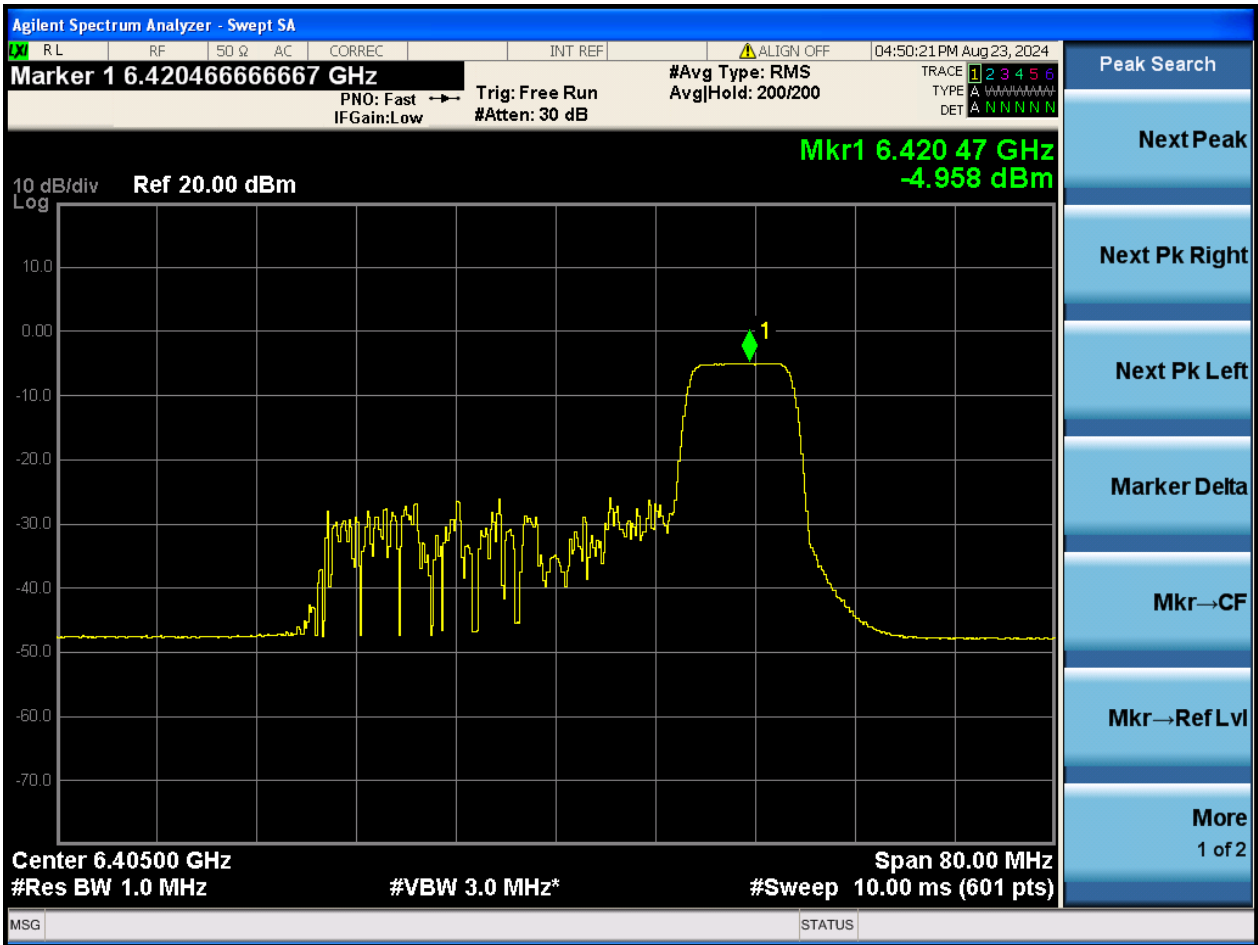 Agilent Spectrum Analyzer - Swept SA
LXI RL RF 50 Ω AC CORREC INT REF ALIGN OFF 04:50:21 PM Aug 23, 2024
Marker 1 6.420466666667 GHz
PNO: Fast
IFGain:Low
Trig: Free Run
#Atten: 30 dB
#Avg Type: RMS
Avg|Hold: 200/200
TRACE 1 2 3 4 5 6
TYPE A WWWWW
DET A N N N N N
Mkr1 6.420 47 GHz
-4.958 dBm
10 dB/div Ref 20.00 dBm
Log
10.0
0.00
-10.0
-20.0
-30.0
-40.0
-50.0
-60.0
-70.0
1
Center 6.40500 GHz Span 80.00 MHz
#Res BW 1.0 MHz #VBW 3.0 MHz* #Sweep 10.00 ms (601 pts)
MSG STATUS
Peak Search
Next Peak
Next Pk Right
Next Pk Left
Marker Delta
Mkr→CF
Mkr→Ref Lvl
More
1 of 2